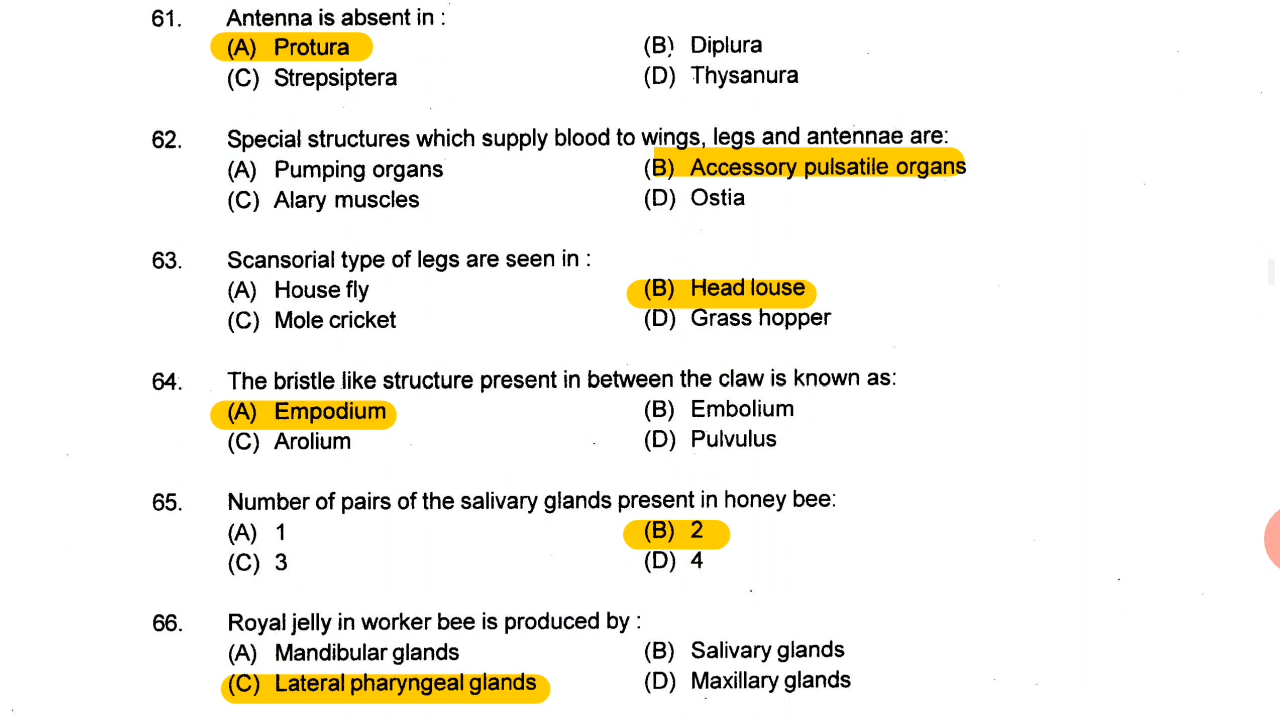 61. Antenna is absent in :
(A) Protura (B) Diplura
(C) Strepsiptera (D) Thysanura
62. Special structures which supply blood to wings, legs and antennae are:
(A) Pumping organs (B) Accessory pulsatile organs
(C) Alary muscles (D) Ostia
63. Scansorial type of legs are seen in :
(A) House fly (B) Head louse
(C) Mole cricket (D) Grass hopper
64. The bristle like structure present in between the claw is known as:
(A) Empodium (B) Embolium
(C) Arolium (D) Pulvulus
65. Number of pairs of the salivary glands present in honey bee:
(A) 1 (B) 2
(C) 3 (D) 4
66. Royal jelly in worker bee is produced by :
(A) Mandibular glands (B) Salivary glands
(C) Lateral pharyngeal glands (D) Maxillary glands